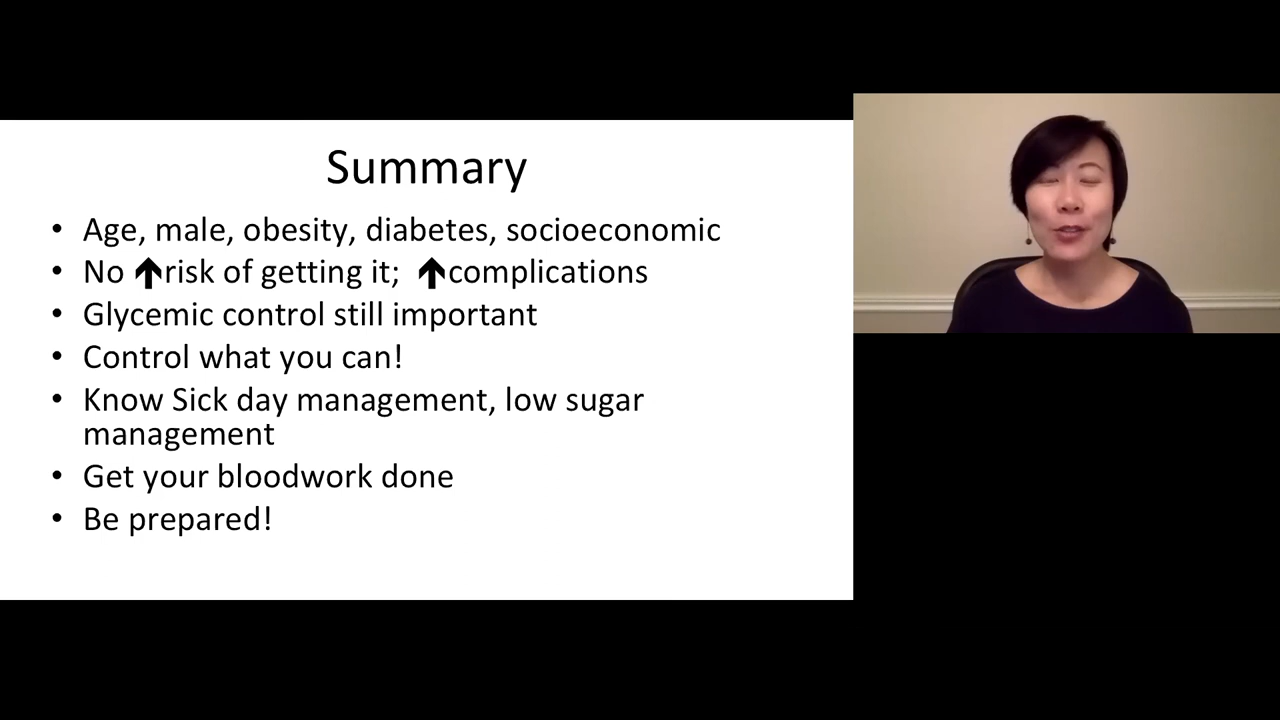 Summary
• Age, male, obesity, diabetes, socioeconomic
• No ↑risk of getting it; ↑complications
• Glycemic control still important
• Control what you can!
• Know Sick day management, low sugar
management
• Get your bloodwork done
• Be prepared!